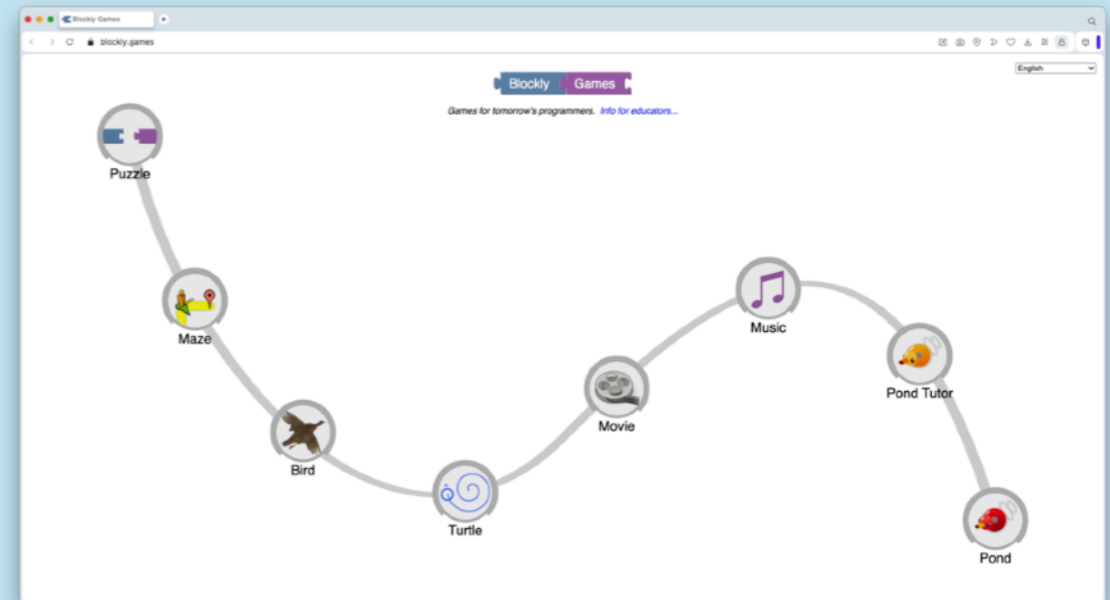 Blockly Games
blockly.games
English
Blockly Games
Games for tomorrow's programmers. Info for educators...
Puzzle
Maze
Bird
Turtle
Movie
Music
Pond Tutor
Pond